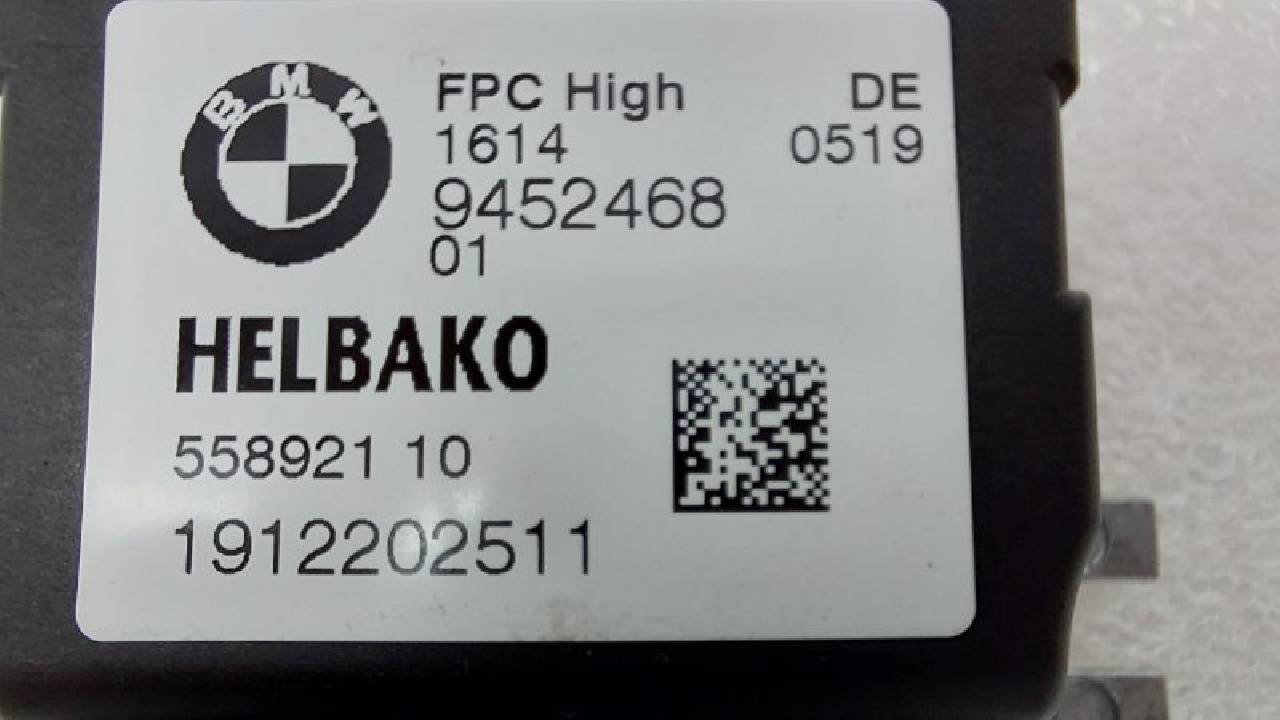 BMW
FPC High DE
1614 0519
9452468
01
HELBAKO
558921 10
1912202511